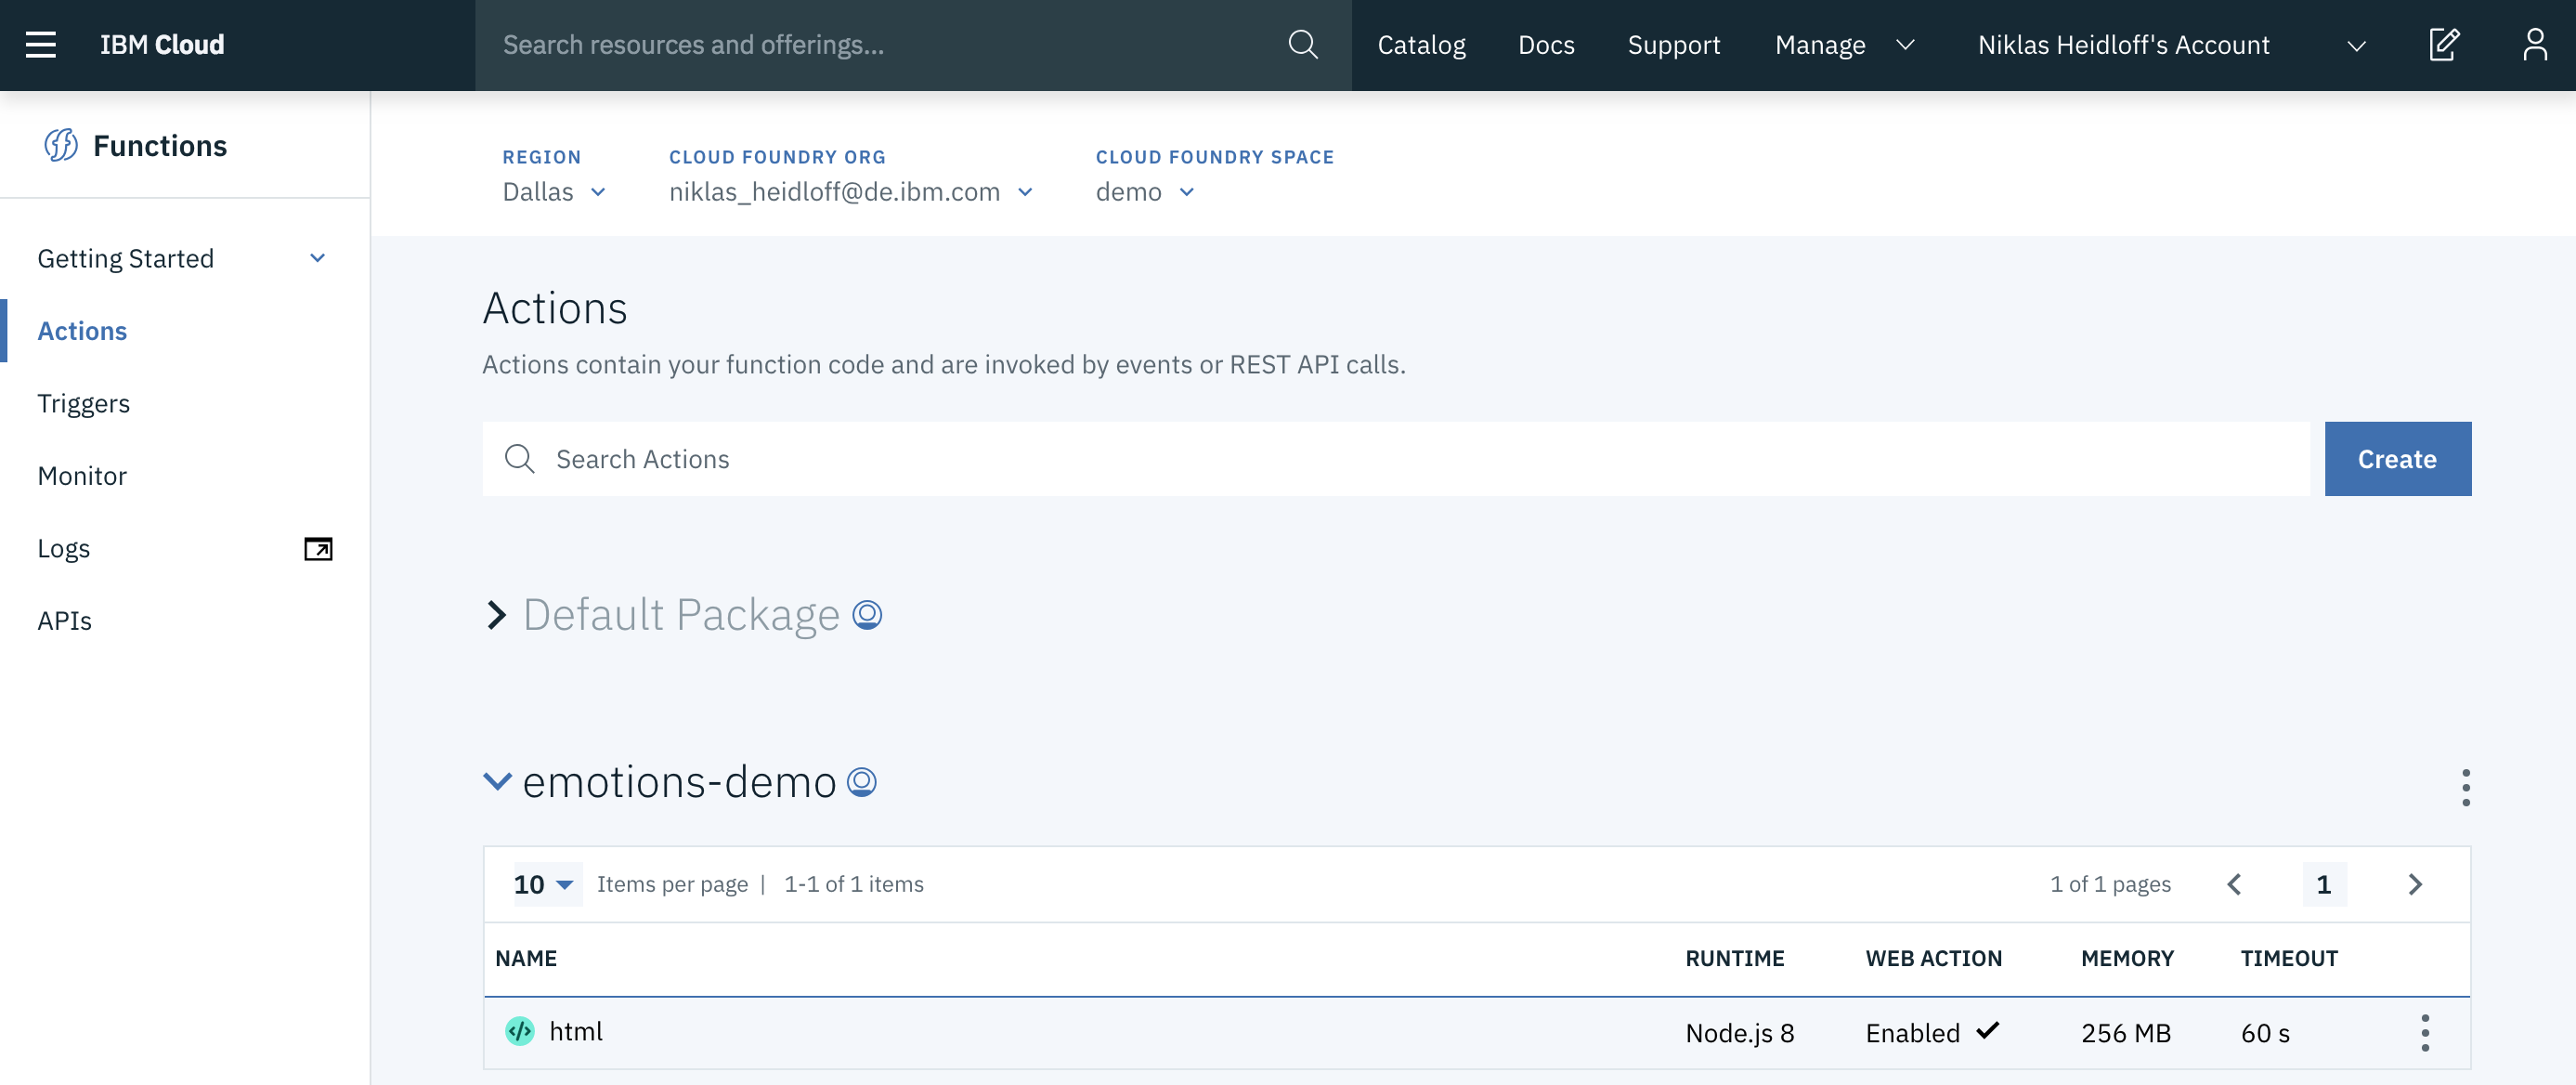 IBM Cloud
Search resources and offerings...
Catalog
Docs
Support
Manage
Niklas Heidloff's Account
Functions
Getting Started
Actions
Triggers
Monitor
Logs
APIs
REGION
Dallas
CLOUD FOUNDRY ORG
niklas_heidloff@de.ibm.com
CLOUD FOUNDRY SPACE
demo
Actions
Actions contain your function code and are invoked by events or REST API calls.
Search Actions
Create
Default Package
emotions-demo
10 Items per page | 1-1 of 1 items 1 of 1 pages 1
NAME RUNTIME WEB ACTION MEMORY TIMEOUT
</> html Node.js 8 Enabled 256 MB 60 s